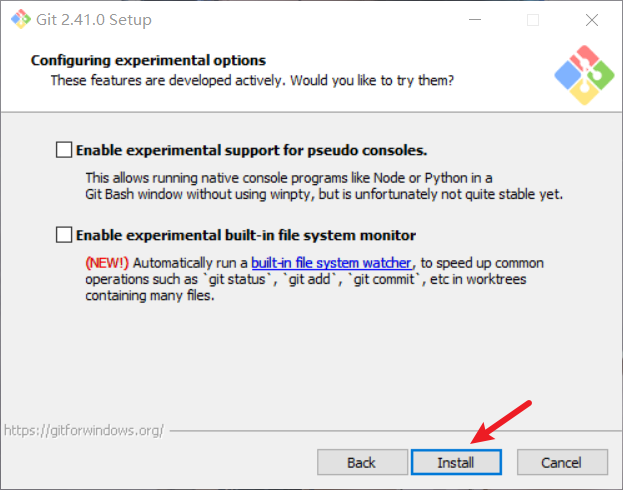 Git 2.41.0 Setup
Configuring experimental options
These features are developed actively. Would you like to try them?
Enable experimental support for pseudo consoles.
This allows running native console programs like Node or Python in a
Git Bash window without using winpty, but is unfortunately not quite stable yet.
Enable experimental built-in file system monitor
(NEW!) Automatically run a built-in file system watcher, to speed up common
operations such as `git status`, `git add`, `git commit`, etc in worktrees
containing many files.
https://gitforwindows.org/
Back
Install
Cancel